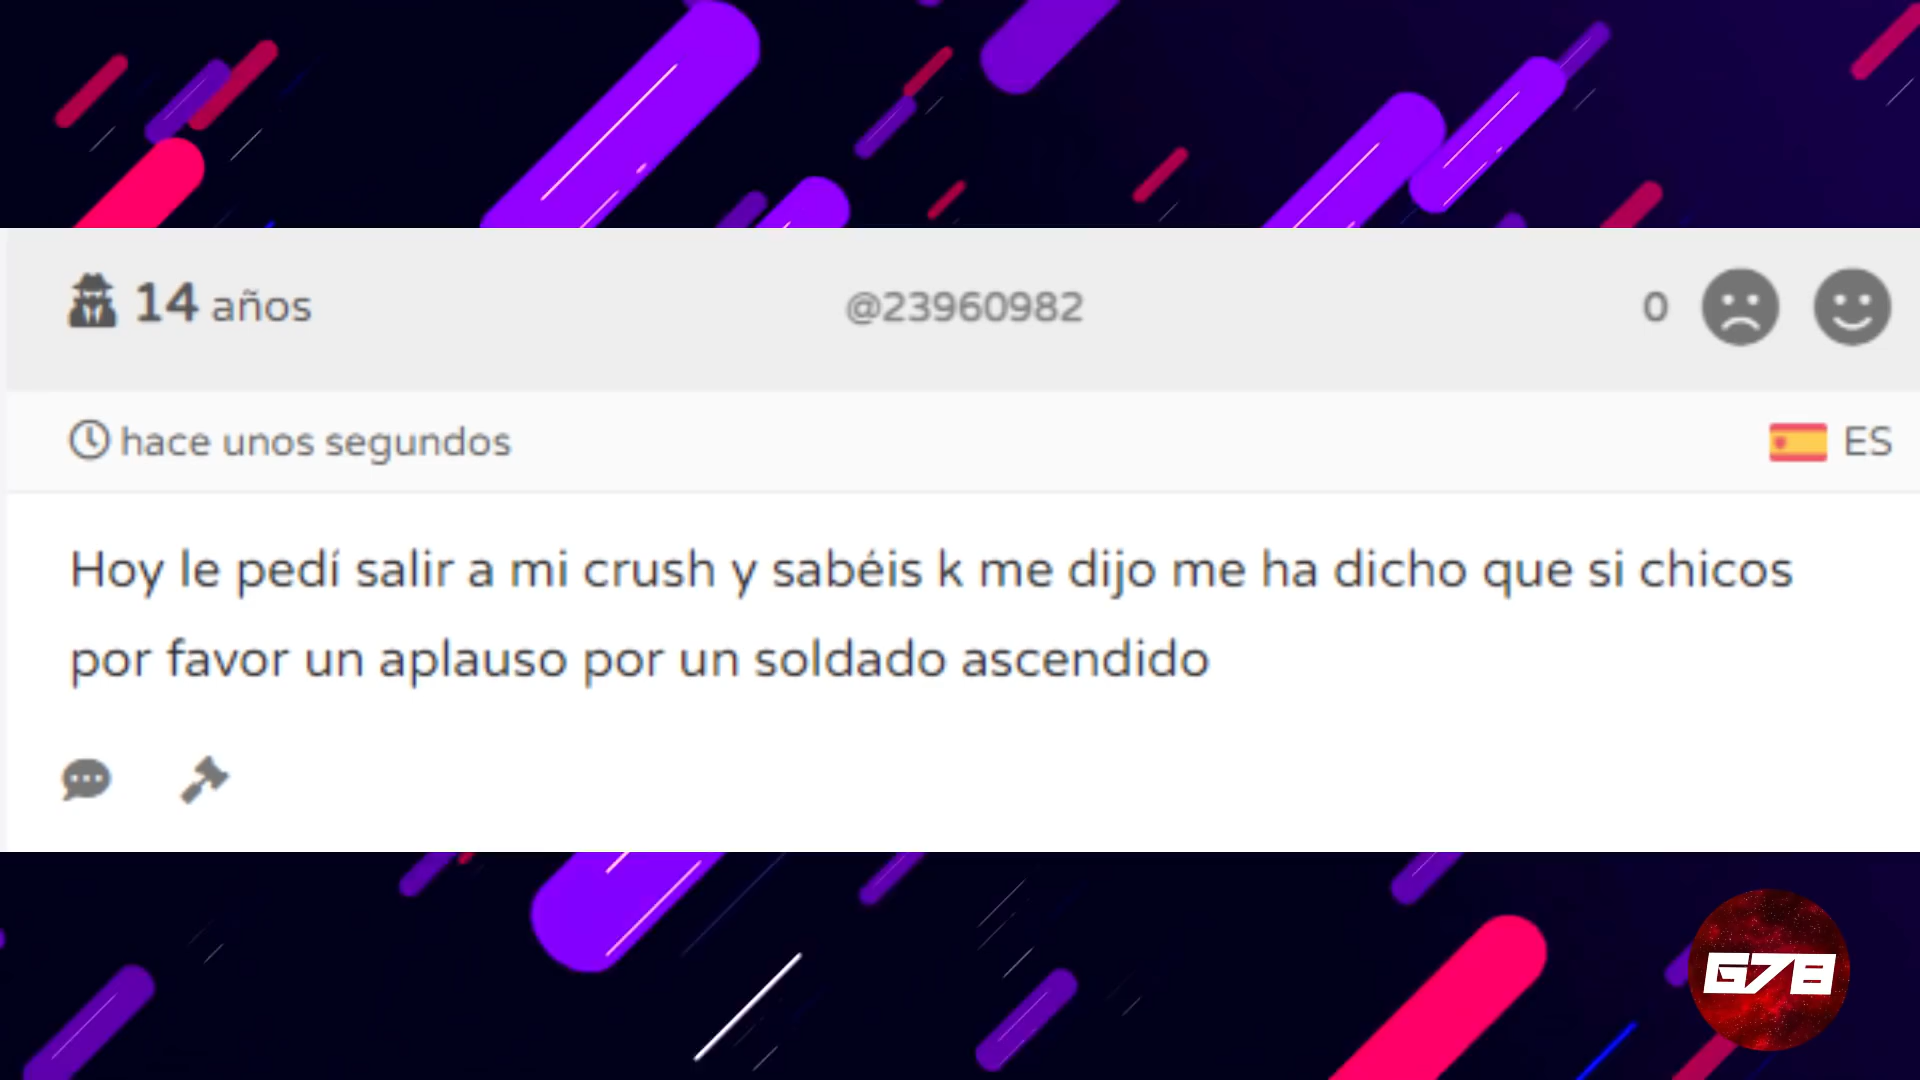 14 años @23960982 0
hace unos segundos ES
Hoy le pedí salir a mi crush y sabéis k me dijo me ha dicho que si chicos
por favor un aplauso por un soldado ascendido
G78